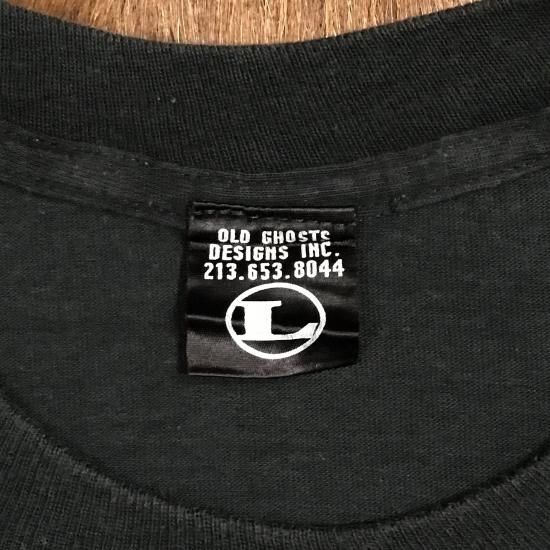 OLD GHOSTS
DESIGNS INC.
213.653.8044
L